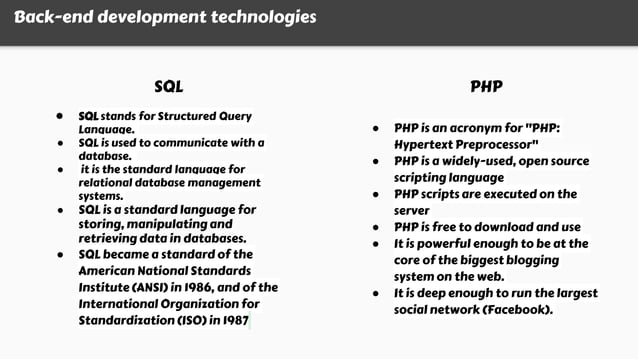 Back-end development technologies
SQL
● SQL stands for Structured Query
Language.
● SQL is used to communicate with a
database.
● it is the standard language for
relational database management
systems.
● SQL is a standard language for
storing, manipulating and
retrieving data in databases.
● SQL became a standard of the
American National Standards
Institute (ANSI) in 1986, and of the
International Organization for
Standardization (ISO) in 1987
PHP
● PHP is an acronym for "PHP:
Hypertext Preprocessor"
● PHP is a widely-used, open source
scripting language
● PHP scripts are executed on the
server
● PHP is free to download and use
● It is powerful enough to be at the
core of the biggest blogging
system on the web.
● It is deep enough to run the largest
social network (Facebook).